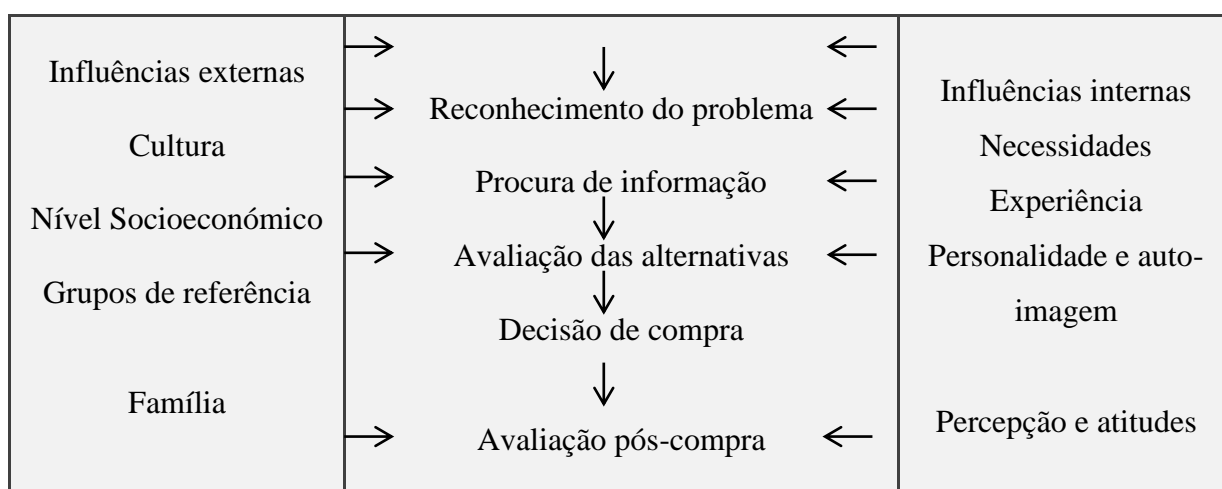 Influências externas
Cultura
Nível Socioeconómico
Grupos de referência
Família
Reconhecimento do problema
Procura de informação
Avaliação das alternativas
Decisão de compra
Avaliação pós-compra
Influências internas
Necessidades
Experiência
Personalidade e auto-
imagem
Percepção e atitudes